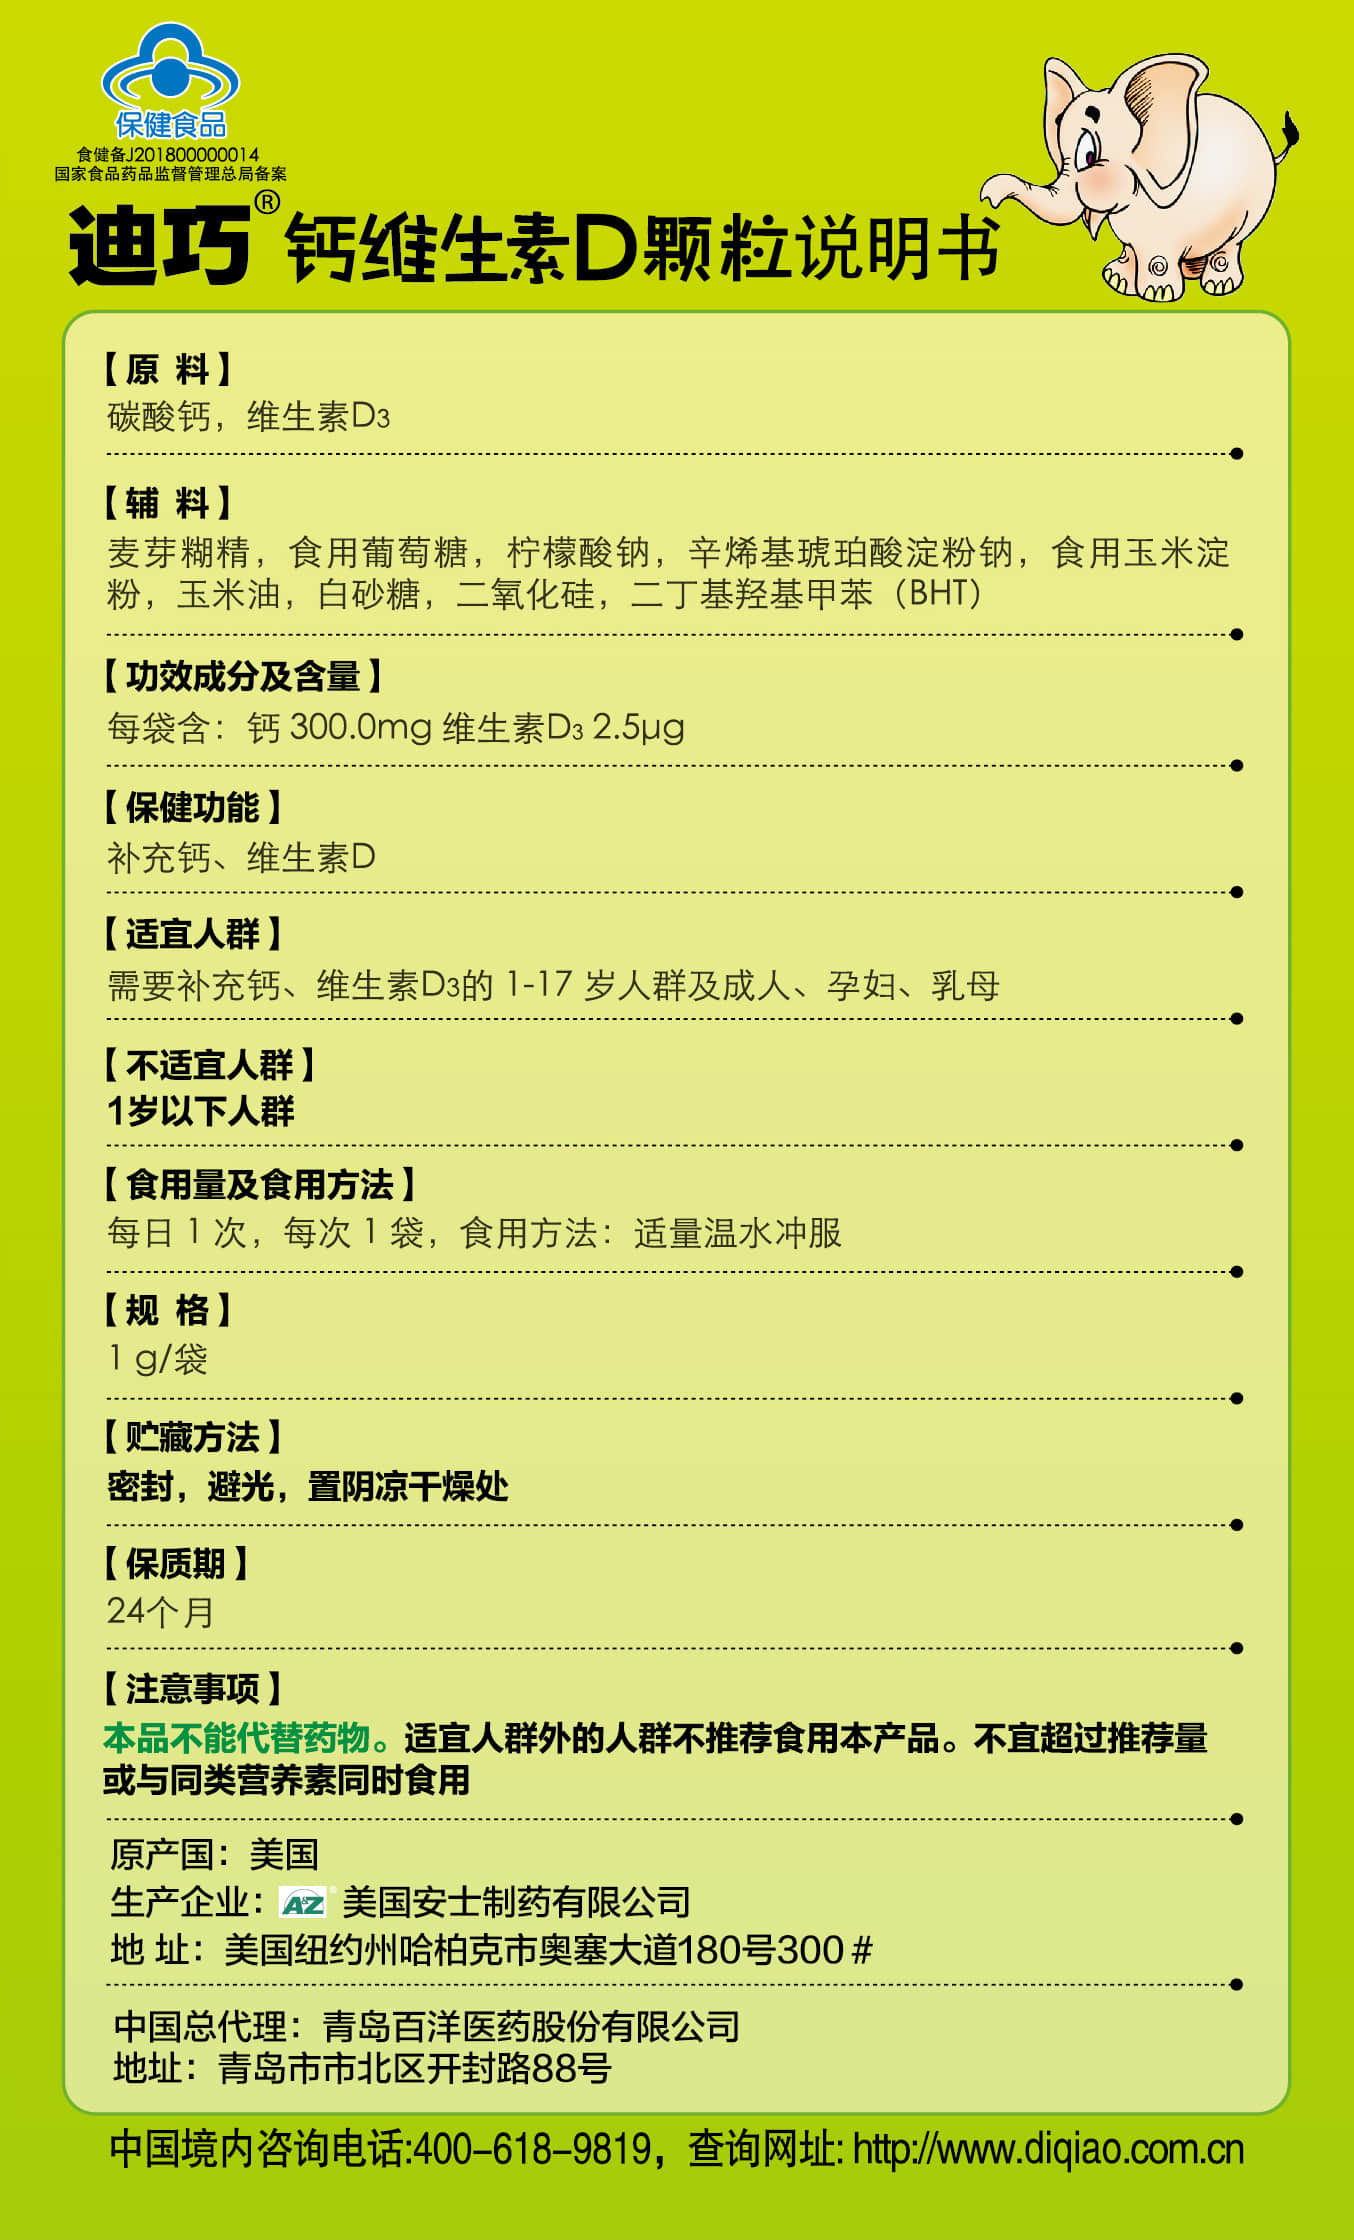 保健食品
食健备J201800000014
国家食品药品监督管理总局备案
迪巧® 钙维生素D颗粒说明书
【原 料】
碳酸钙，维生素D3
【辅 料】
麦芽糊精，食用葡萄糖，柠檬酸钠，辛烯基琥珀酸淀粉钠，食用玉米淀
粉，玉米油，白砂糖，二氧化硅，二丁基羟基甲苯（BHT）
【功效成分及含量】
每袋含：钙 300.0mg 维生素D3 2.5μg
【保健功能】
补充钙、维生素D
【适宜人群】
需要补充钙、维生素D3的 1-17 岁人群及成人、孕妇、乳母
【不适宜人群】
1岁以下人群
【食用量及食用方法】
每日 1 次，每次 1 袋，食用方法：适量温水冲服
【规 格】
1 g/袋
【贮藏方法】
密封，避光，置阴凉干燥处
【保质期】
24个月
【注意事项】
本品不能代替药物。适宜人群外的人群不推荐食用本产品。不宜超过推荐量
或与同类营养素同时食用
原产国：美国
生产企业：A&Z® 美国安士制药有限公司
地 址：美国纽约州哈柏克市奥塞大道180号300＃
中国总代理：青岛百洋医药股份有限公司
地址：青岛市市北区开封路88号
中国境内咨询电话:400-618-9819，查询网址: http://www.diqiao.com.cn